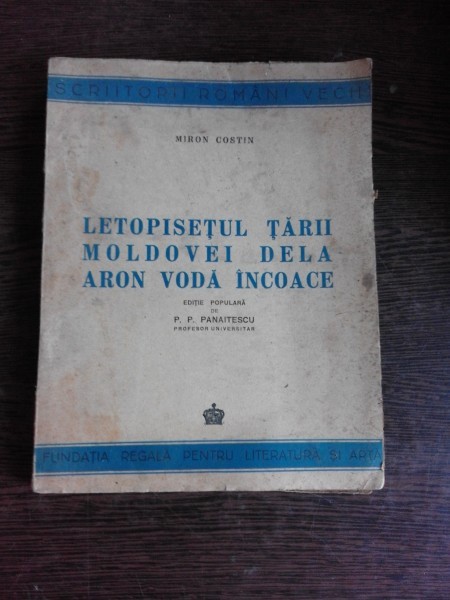 SCRIITORII ROMÂNI VECHI
MIRON COSTIN
LETOPISEȚUL ȚĂRII
MOLDOVEI DELA
ARON VODĂ ÎNCOACE
EDIȚIE POPULARĂ
DE
P. P. PANAITESCU
PROFESOR UNIVERSITAR
FUNDAȚIA REGALĂ PENTRU LITERATURĂ ȘI ARTĂ